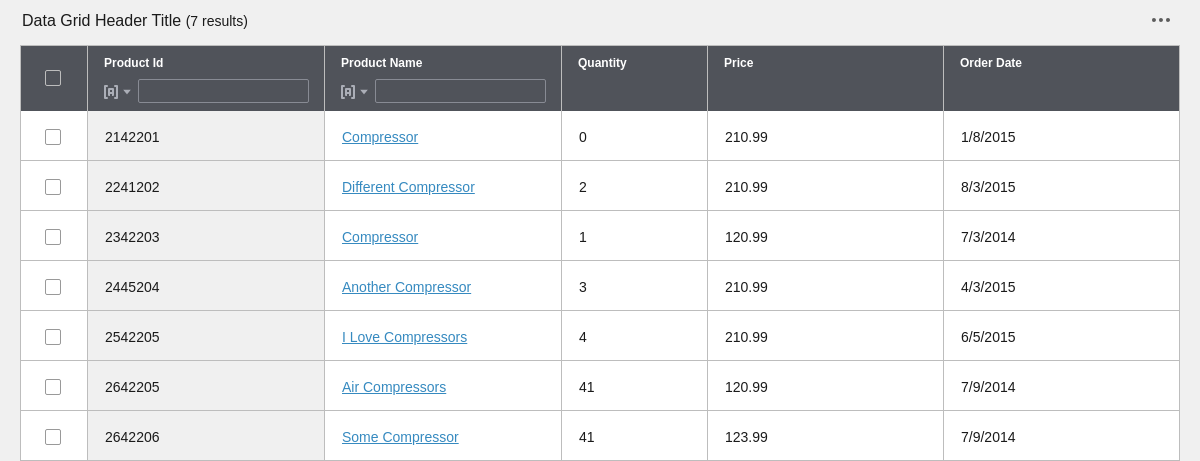 Data Grid Header Title (7 results)
Product Id Product Name Quantity Price Order Date
2142201 Compressor 0 210.99 1/8/2015
2241202 Different Compressor 2 210.99 8/3/2015
2342203 Compressor 1 120.99 7/3/2014
2445204 Another Compressor 3 210.99 4/3/2015
2542205 I Love Compressors 4 210.99 6/5/2015
2642205 Air Compressors 41 120.99 7/9/2014
2642206 Some Compressor 41 123.99 7/9/2014